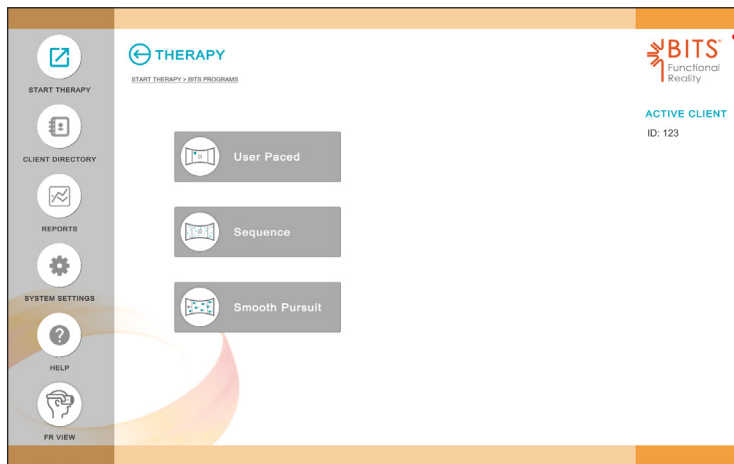 START THERAPY
CLIENT DIRECTORY
REPORTS
SYSTEM SETTINGS
HELP
FR VIEW
THERAPY
START THERAPY > BITS PROGRAMS
User Paced
Sequence
Smooth Pursuit
BITS
Functional
Reality
ACTIVE CLIENT
ID: 123